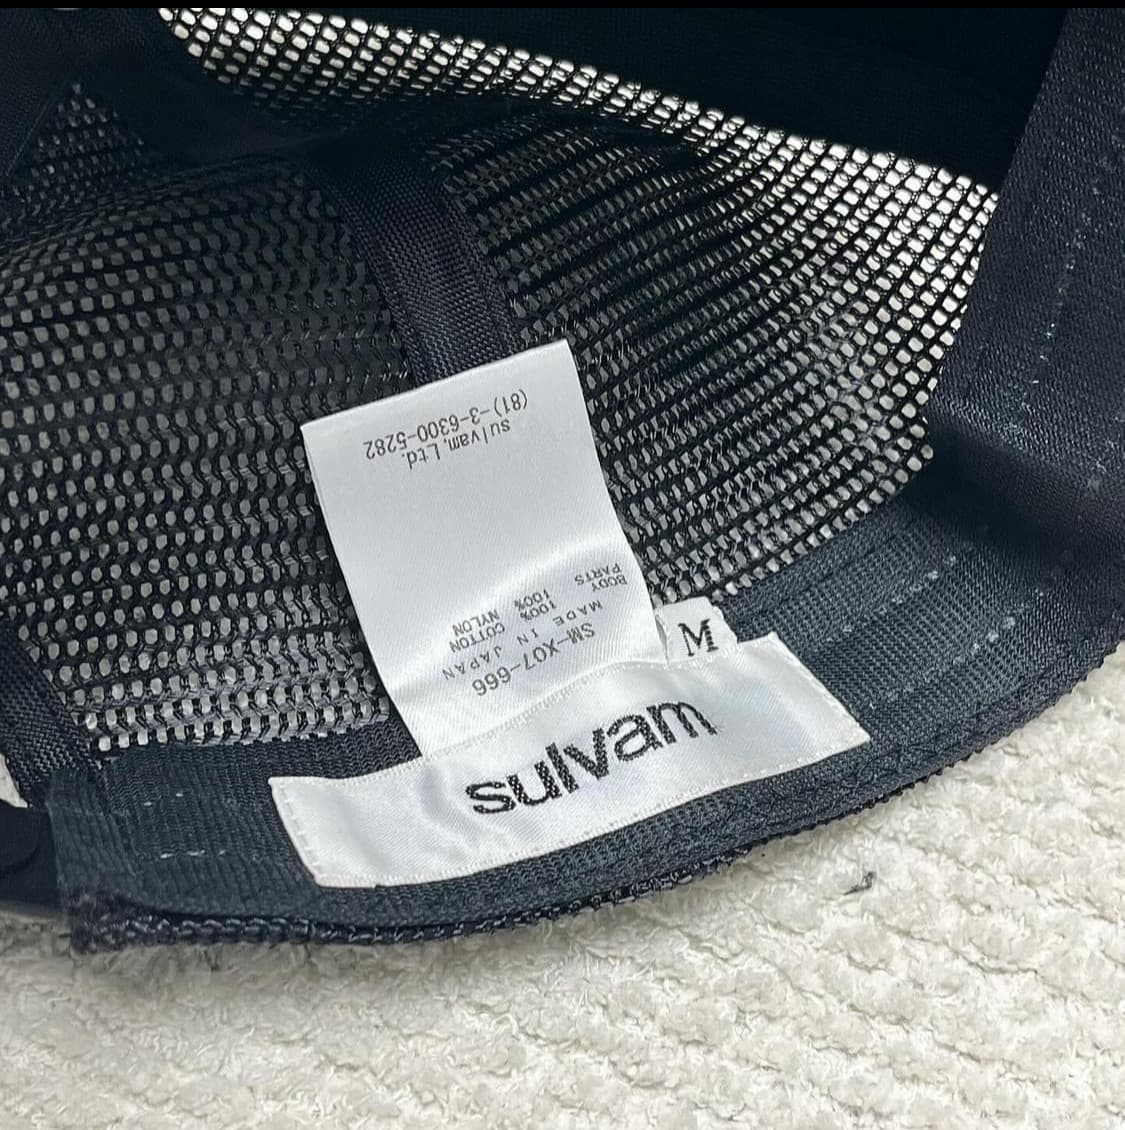 sulvam
M
SM-X07-666
MADE IN JAPAN
BODY 100% COTTON
PARTS 100% NYLON
sulvam, Ltd.
(81)-3-6300-5282